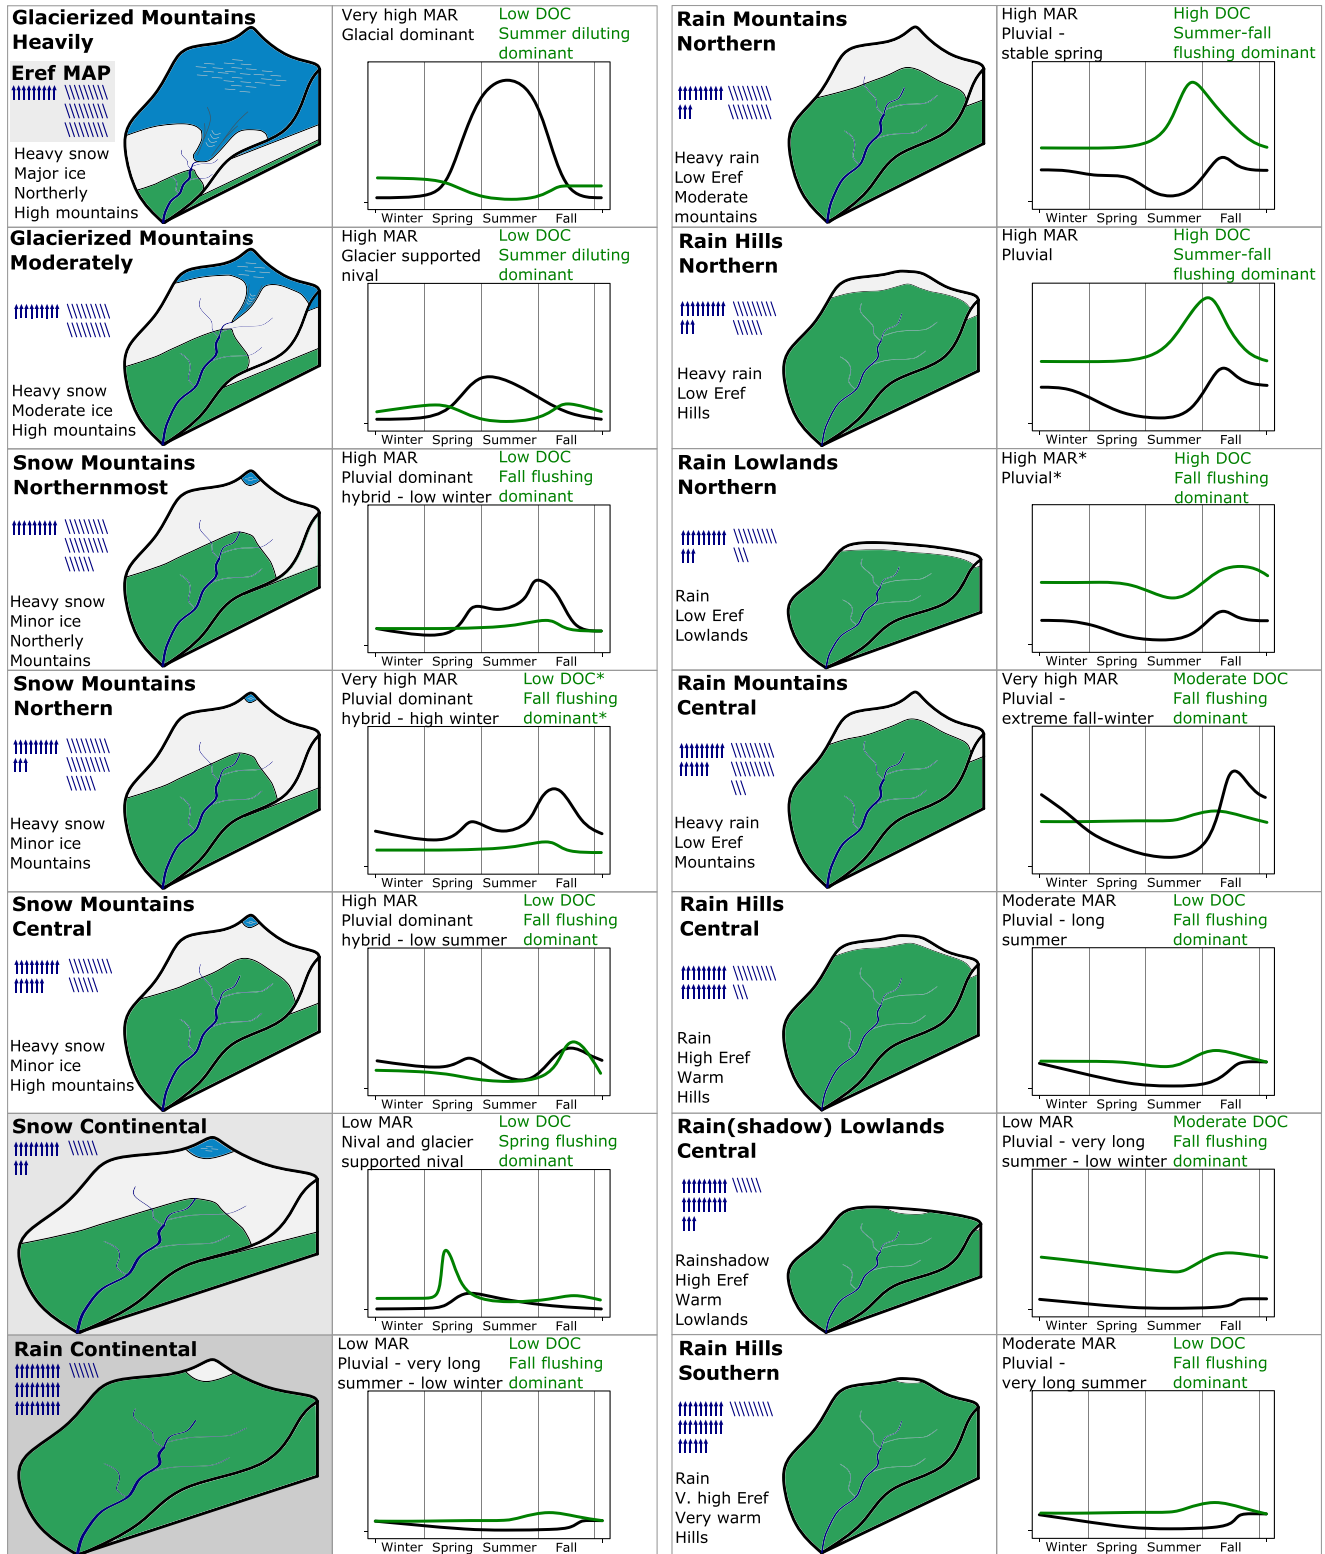 Glacierized Mountains
Heavily
Eref MAP
Heavy snow
Major ice
Northerly
High mountains
Very high MAR
Glacial dominant
Low DOC
Summer diluting
dominant
Winter Spring Summer Fall
Glacierized Mountains
Moderately
Heavy snow
Moderate ice
High mountains
High MAR
Glacier supported
nival
Low DOC
Summer diluting
dominant
Winter Spring Summer Fall
Snow Mountains
Northernmost
Heavy snow
Minor ice
Northerly
Mountains
High MAR
Pluvial dominant
hybrid - low winter
Low DOC
Fall flushing
dominant
Winter Spring Summer Fall
Snow Mountains
Northern
Heavy snow
Minor ice
Mountains
Very high MAR
Pluvial dominant
hybrid - high winter
Low DOC*
Fall flushing
dominant*
Winter Spring Summer Fall
Snow Mountains
Central
Heavy snow
Minor ice
High mountains
High MAR
Pluvial dominant
hybrid - low summer
Low DOC
Fall flushing
dominant
Winter Spring Summer Fall
Snow Continental
Low MAR
Nival and glacier
supported nival
Low DOC
Spring flushing
dominant
Winter Spring Summer Fall
Rain Continental
Low MAR
Pluvial - very long
summer - low winter
Low DOC
Fall flushing
dominant
Winter Spring Summer Fall
Rain Mountains
Northern
Heavy rain
Low Eref
Moderate
mountains
High MAR
Pluvial -
stable spring
High DOC
Summer-fall
flushing dominant
Winter Spring Summer Fall
Rain Hills
Northern
Heavy rain
Low Eref
Hills
High MAR
Pluvial
High DOC
Summer-fall
flushing dominant
Winter Spring Summer Fall
Rain Lowlands
Northern
Rain
Low Eref
Lowlands
High MAR*
Pluvial*
High DOC
Fall flushing
dominant
Winter Spring Summer Fall
Rain Mountains
Central
Heavy rain
Low Eref
Mountains
Very high MAR
Pluvial -
extreme fall-winter
Moderate DOC
Fall flushing
dominant
Winter Spring Summer Fall
Rain Hills
Central
Rain
High Eref
Warm
Hills
Moderate MAR
Pluvial - long
summer
Low DOC
Fall flushing
dominant
Winter Spring Summer Fall
Rain(shadow) Lowlands
Central
Rainshadow
High Eref
Warm
Lowlands
Low MAR
Pluvial - very long
summer - low winter
Moderate DOC
Fall flushing
dominant
Winter Spring Summer Fall
Rain Hills
Southern
Rain
V. high Eref
Very warm
Hills
Moderate MAR
Pluvial -
very long summer
Low DOC
Fall flushing
dominant
Winter Spring Summer Fall